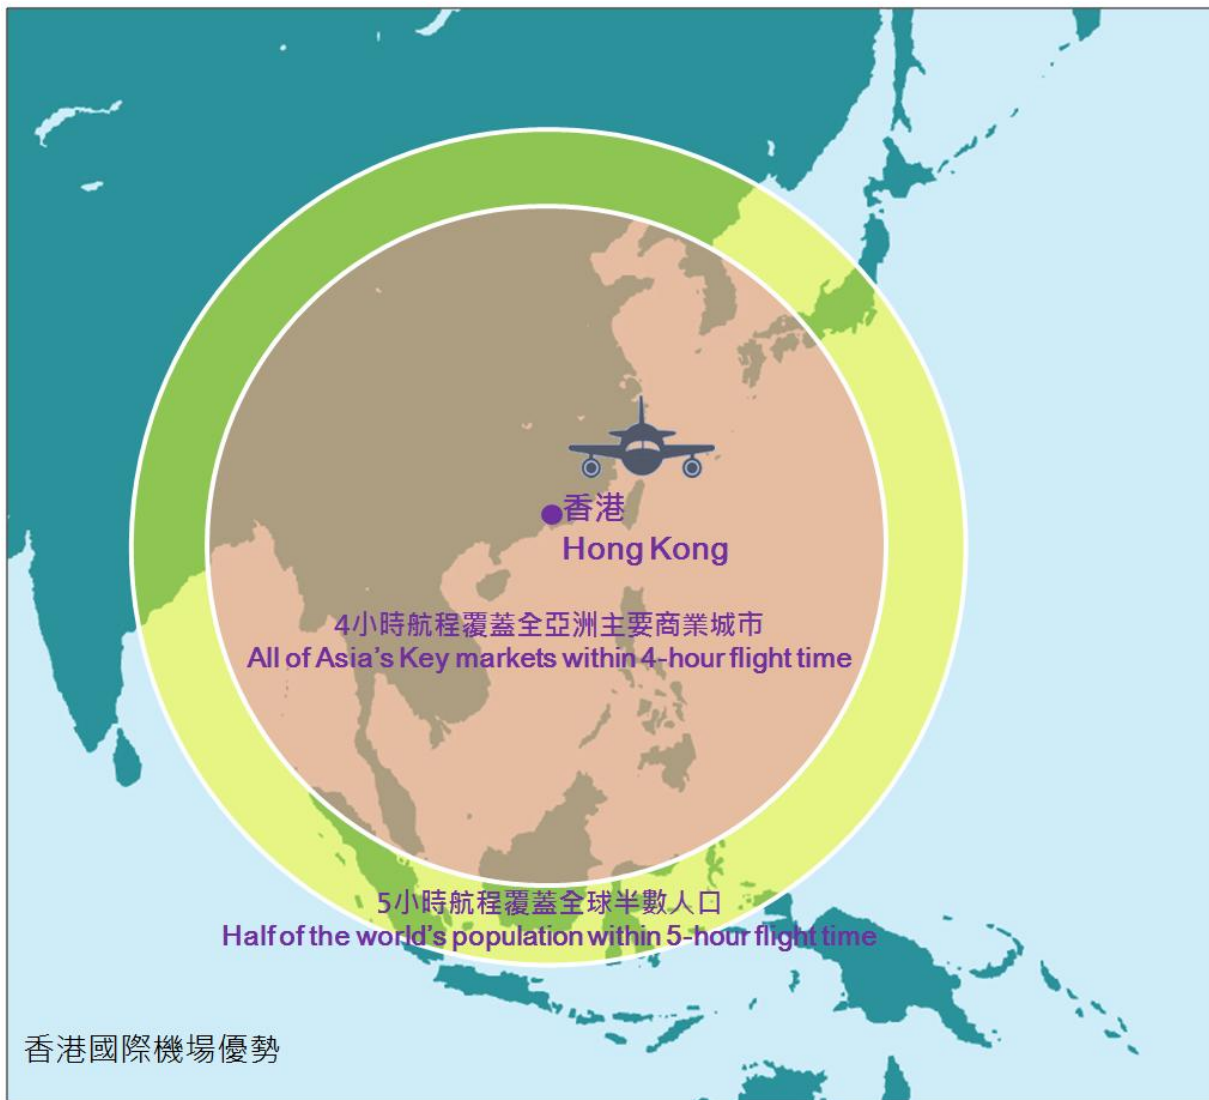 香港
Hong Kong
4小時航程覆蓋全亞洲主要商業城市
All of Asia's Key markets within 4-hour flight time
5小時航程覆蓋全球半數人口
Half of the world's population within 5-hour flight time
香港國際機場優勢